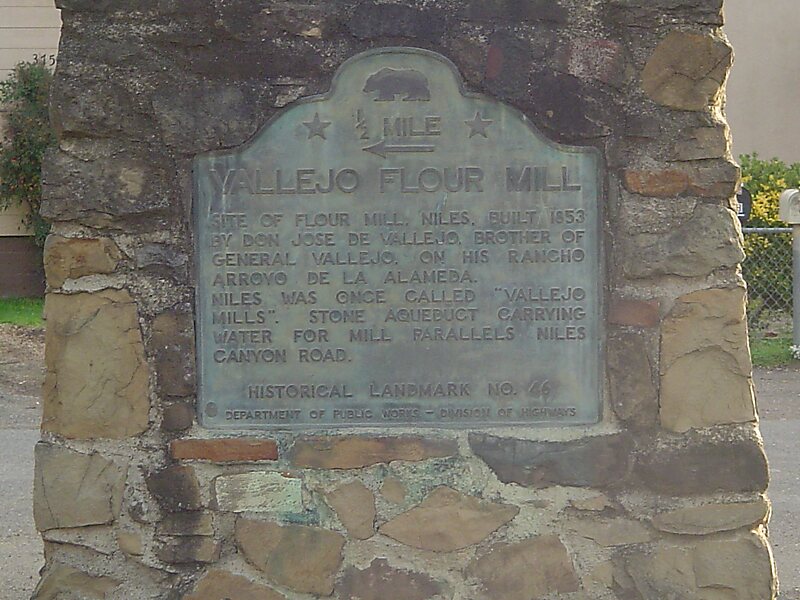 315
½ MILE
VALLEJO FLOUR MILL
SITE OF FLOUR MILL, NILES, BUILT 1853
BY DON JOSE DE VALLEJO, BROTHER OF
GENERAL VALLEJO, ON HIS RANCHO
ARROYO DE LA ALAMEDA.
NILES WAS ONCE CALLED "VALLEJO
MILLS". STONE AQUEDUCT CARRYING
WATER FOR MILL PARALLELS NILES
CANYON ROAD.
HISTORICAL LANDMARK NO. 46
DEPARTMENT OF PUBLIC WORKS – DIVISION OF HIGHWAYS